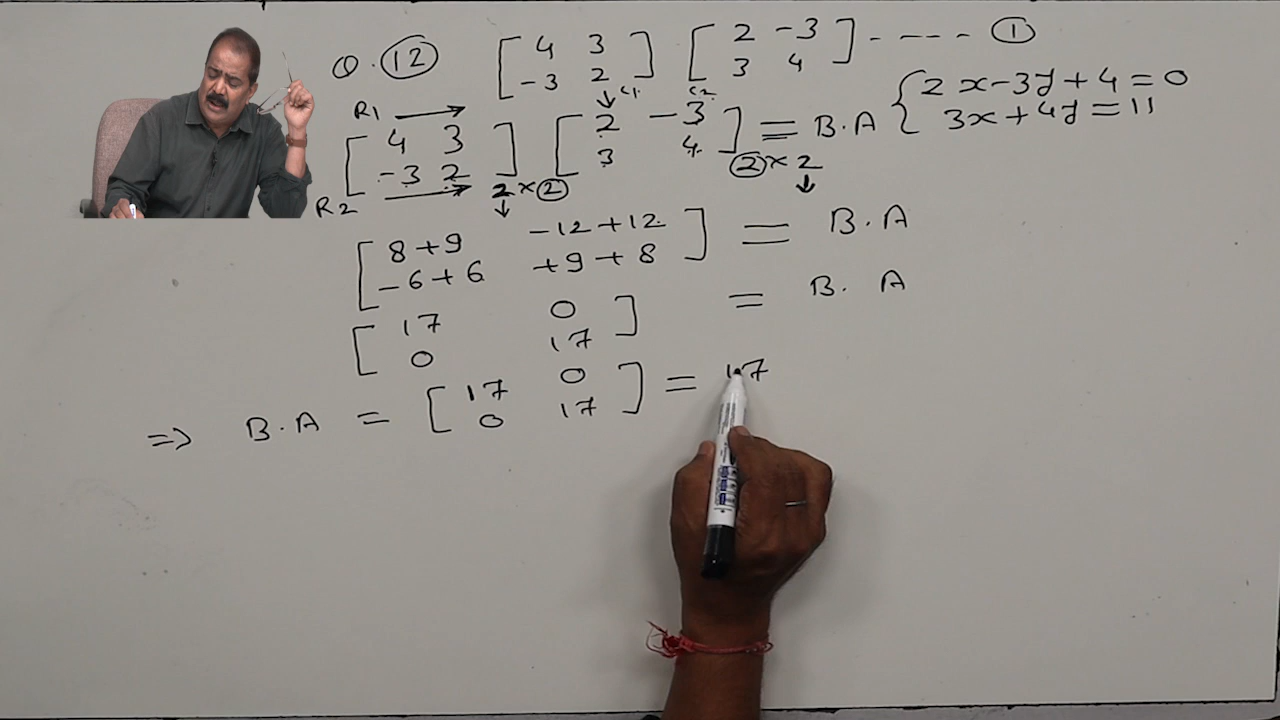 Q. 12 [ 4 3 ] [ 2 -3 ] - - - - - 1
-3 2 3 4
C1 C2
R1 → { 2x-3y+4=0
[ 4 3 ] [ 2 -3 ] = B.A 3x+4y=11
-3 2 3 4
R2 → 2×2 2×2
[ 8+9 -12+12 ] = B.A
-6+6 +9+8
[ 17 0 ] = B. A
0 17
⇒ B.A = [ 17 0 ] = 17
0 17